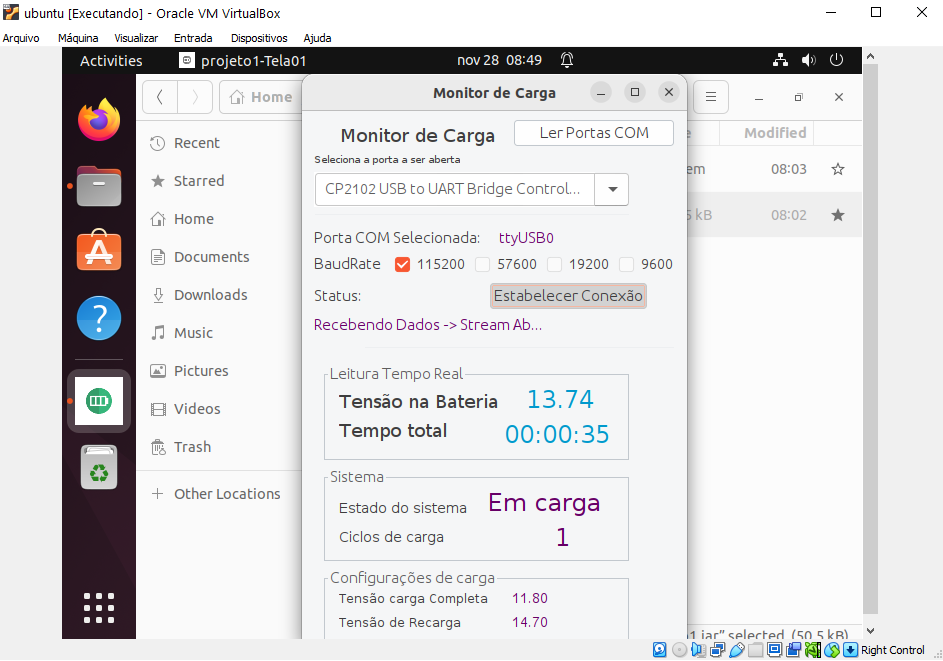 ubuntu [Executando] - Oracle VM VirtualBox
Arquivo Máquina Visualizar Entrada Dispositivos Ajuda
Activities projeto1-Tela01 nov 28 08:49
Home
Recent
Starred
Home
Documents
Downloads
Music
Pictures
Videos
Trash
Other Locations
Monitor de Carga
Monitor de Carga Ler Portas COM
Seleciona a porta a ser aberta
CP2102 USB to UART Bridge Control...
Porta COM Selecionada: ttyUSB0
BaudRate 115200 57600 19200 9600
Status: Estabelecer Conexão
Recebendo Dados -> Stream Ab...
Leitura Tempo Real
Tensão na Bateria 13.74
Tempo total 00:00:35
Sistema
Estado do sistema Em carga
Ciclos de carga 1
Configurações de carga
Tensão carga Completa 11.80
Tensão de Recarga 14.70
e Modified
em 08:03
5 kB 08:02
1.jar” selected (50.5 kB)
Right Control